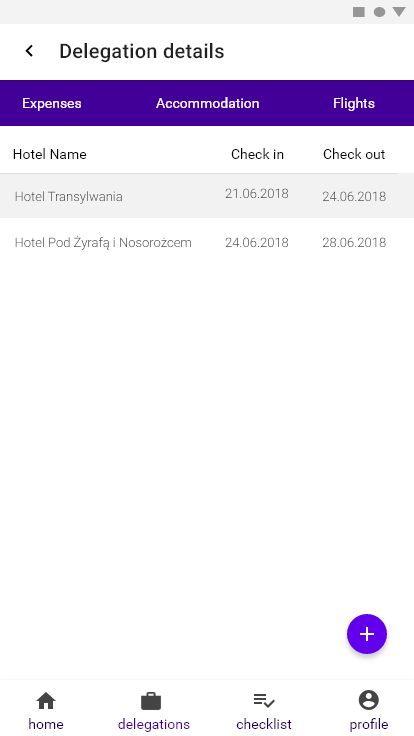 Delegation details
Expenses Accommodation Flights
Hotel Name Check in Check out
Hotel Transylwania 21.06.2018 24.06.2018
Hotel Pod Żyrafą i Nosorożcem 24.06.2018 28.06.2018
home delegations checklist profile